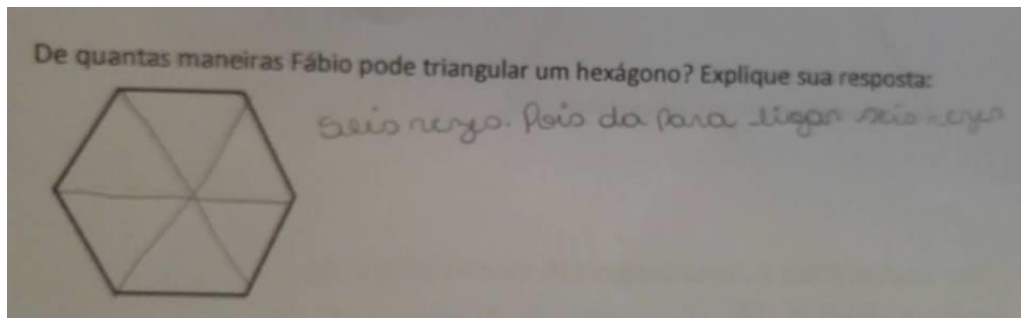 De quantas maneiras Fábio pode triangular um hexágono? Explique sua resposta:
Seis vezes. Pois da para ligar seis vezes